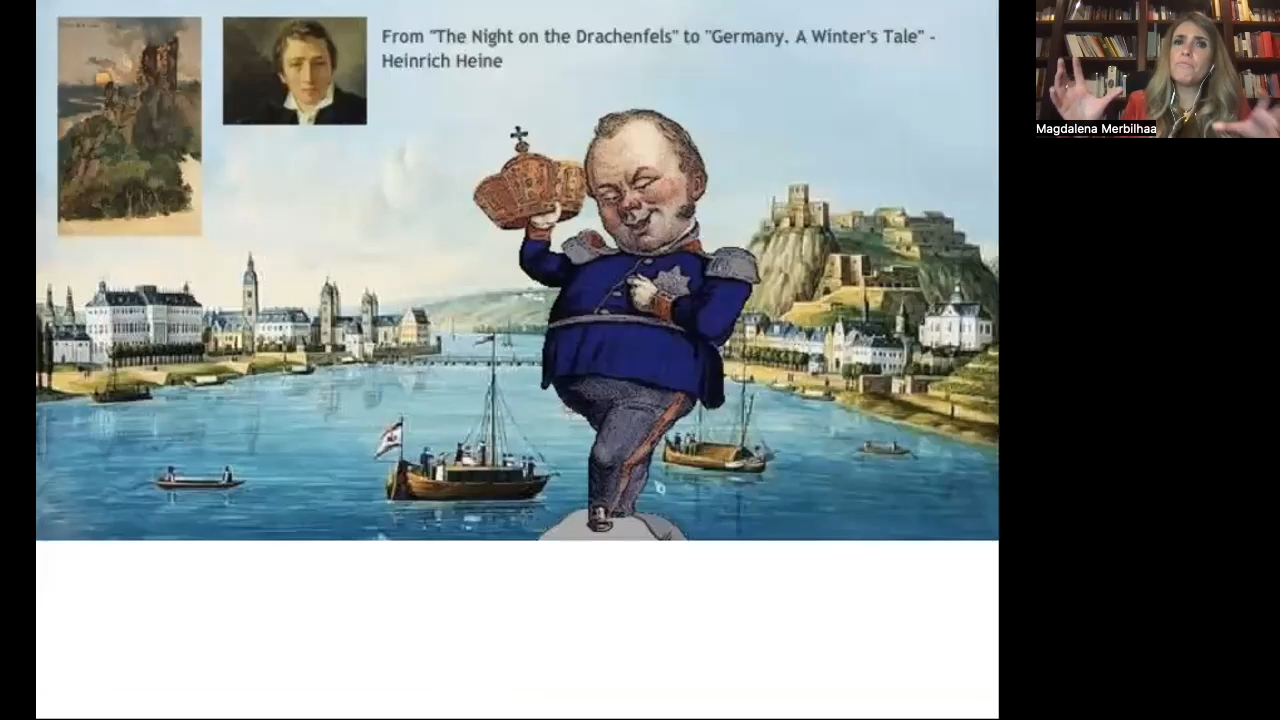 From "The Night on the Drachenfels" to "Germany. A Winter's Tale" -
Heinrich Heine
Magdalena Merbilhaa